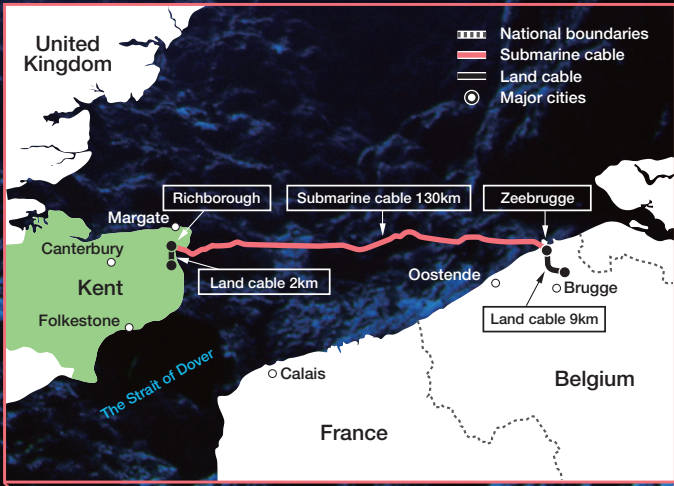 United
Kingdom
National boundaries
Submarine cable
Land cable
Major cities
Richborough
Submarine cable 130km
Zeebrugge
Margate
Canterbury
Kent
Land cable 2km
Oostende
Brugge
Land cable 9km
Folkestone
The Strait of Dover
Calais
Belgium
France